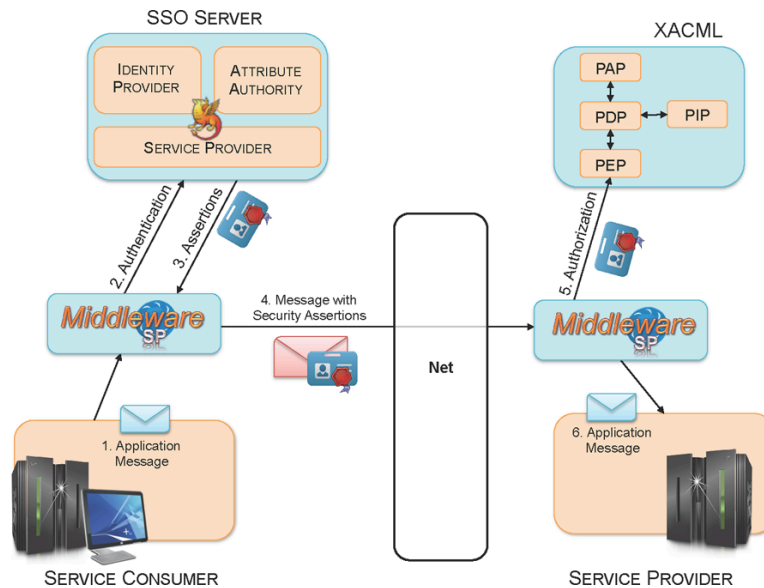 SSO SERVER
IDENTITY
PROVIDER
ATTRIBUTE
AUTHORITY
SERVICE PROVIDER
XACML
PAP
PDP
PIP
PEP
2. Authentication
3. Assertions
5. Authorization
Middleware
SP
4. Message with
Security Assertions
Net
Middleware
SP
1. Application
Message
6. Application
Message
SERVICE CONSUMER
SERVICE PROVIDER